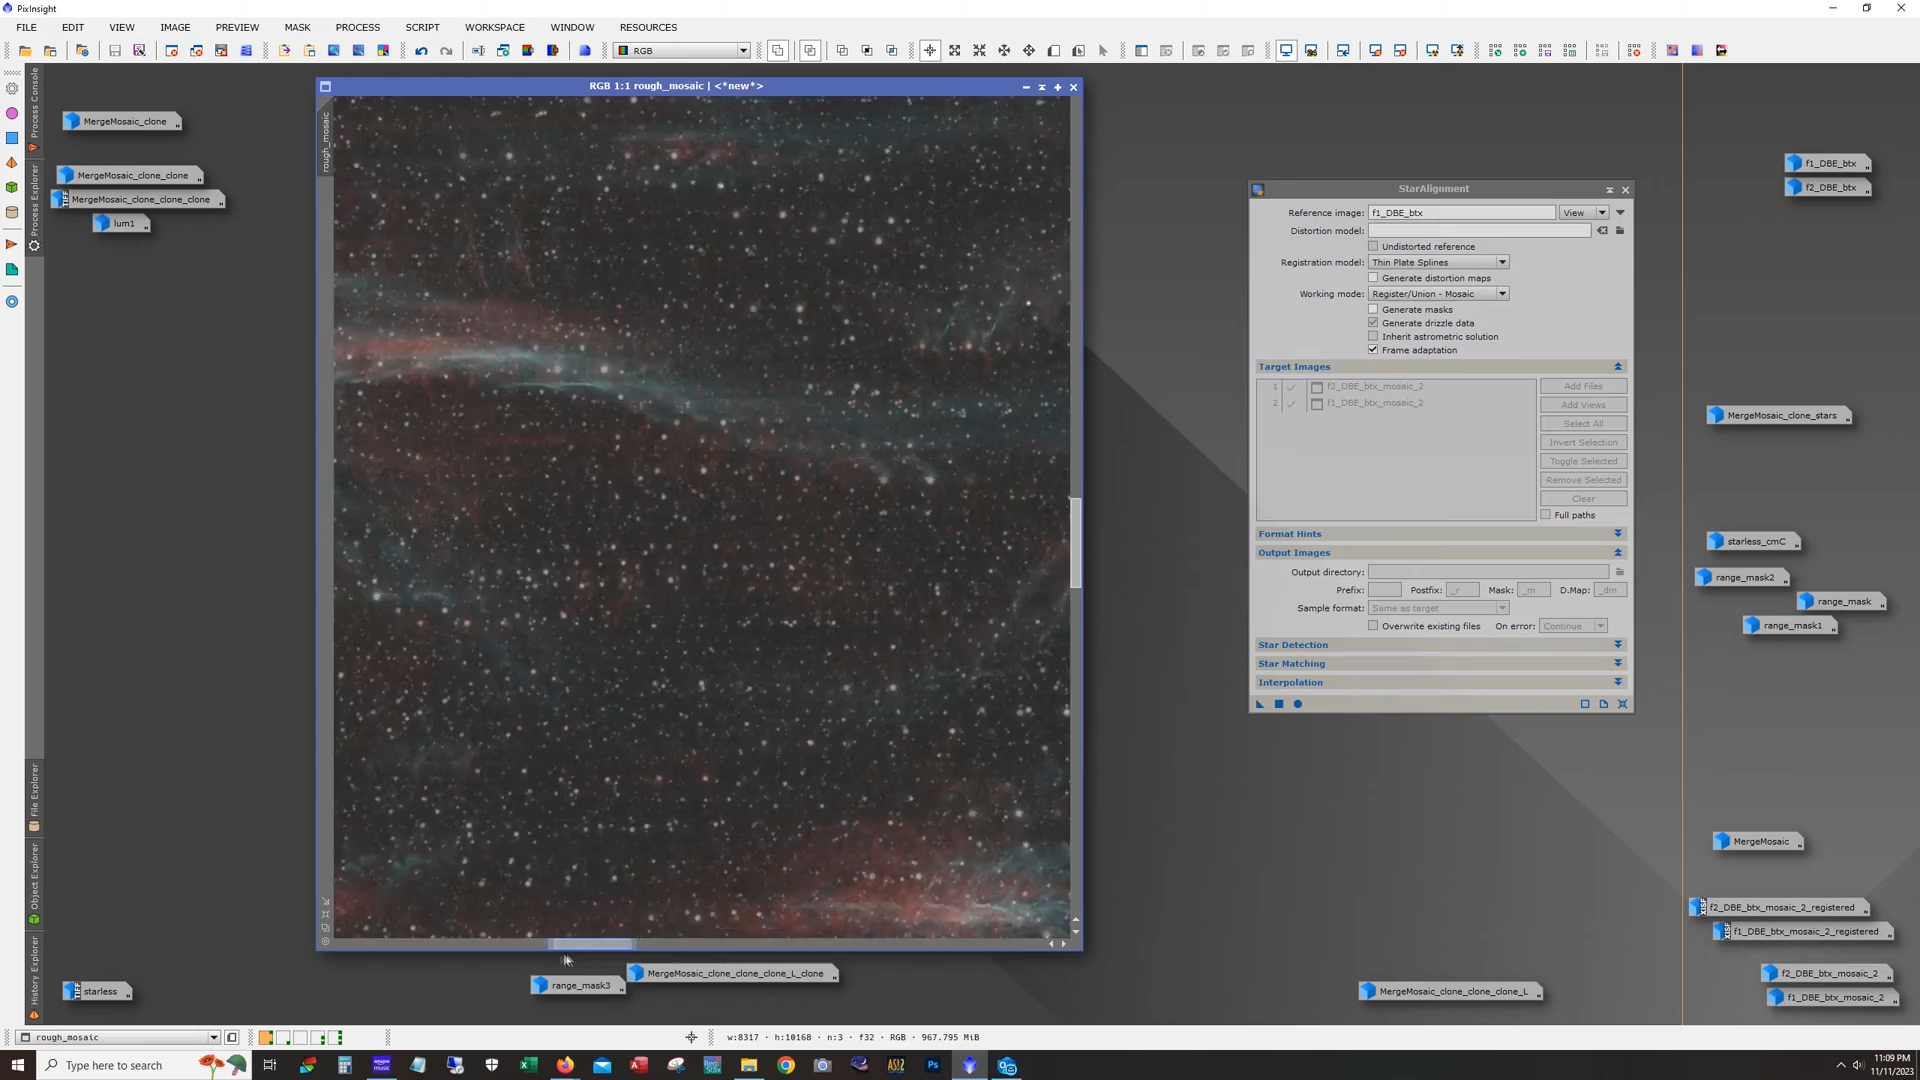 PixInsight
FILE EDIT VIEW IMAGE PROCESS PREVIEW MASK SCRIPT WORKSPACE WINDOW RESOURCES
RGB
Process Console
Process Explorer
File Explorer
Object Explorer
History Explorer
MergeMosaic_clone
MergeMosaic_clone_clone
MergeMosaic_clone_clone_clone
lum1
RGB 1:1 rough_mosaic | <*new*>
rough_mosaic
StarAlignment
Reference image: f1_DBE_btx View
Distortion model:
Undistorted reference
Registration model: Thin Plate Splines
Generate distortion maps
Working mode: Register/Union - Mosaic
Generate masks
Generate drizzle data
Inherit astrometric solution
Frame adaptation
Target Images
1 f2_DBE_btx_mosaic_2
2 f1_DBE_btx_mosaic_2
Add Files
Add Views
Select All
Invert Selection
Toggle Selected
Remove Selected
Clear
Full paths
Format Hints
Output Images
Output directory:
Prefix: Postfix: _r Mask: _m D.Map: _dm
Sample format: Same as target
Overwrite existing files On error: Continue
Star Detection
Star Matching
Interpolation
f1_DBE_btx
f2_DBE_btx
MergeMosaic_clone_stars
starless_cmC
range_mask2
range_mask
range_mask1
MergeMosaic
f2_DBE_btx_mosaic_2_registered
f1_DBE_btx_mosaic_2_registered
f2_DBE_btx_mosaic_2
f1_DBE_btx_mosaic_2
TIFF starless
range_mask3
MergeMosaic_clone_clone_clone_L_clone
MergeMosaic_clone_clone_clone_L
rough_mosaic
w:8317 · h:10168 · n:3 · f32 · RGB · 967.795 MiB
Type here to search
11:09 PM
11/11/2023